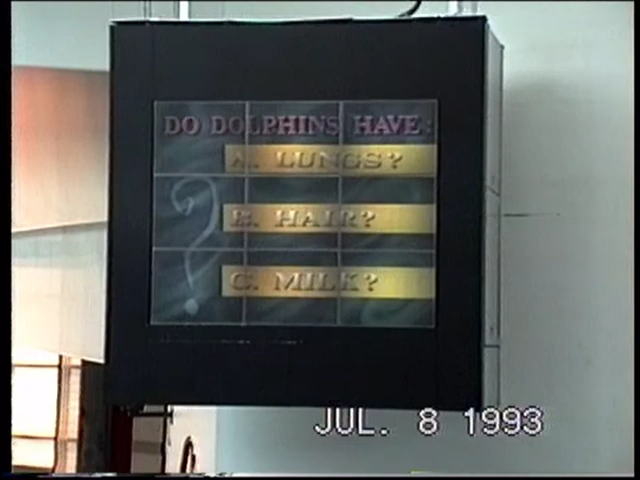 DO DOLPHINS HAVE:
A. LUNGS?
B. HAIR?
C. MILK?
JUL. 8 1993